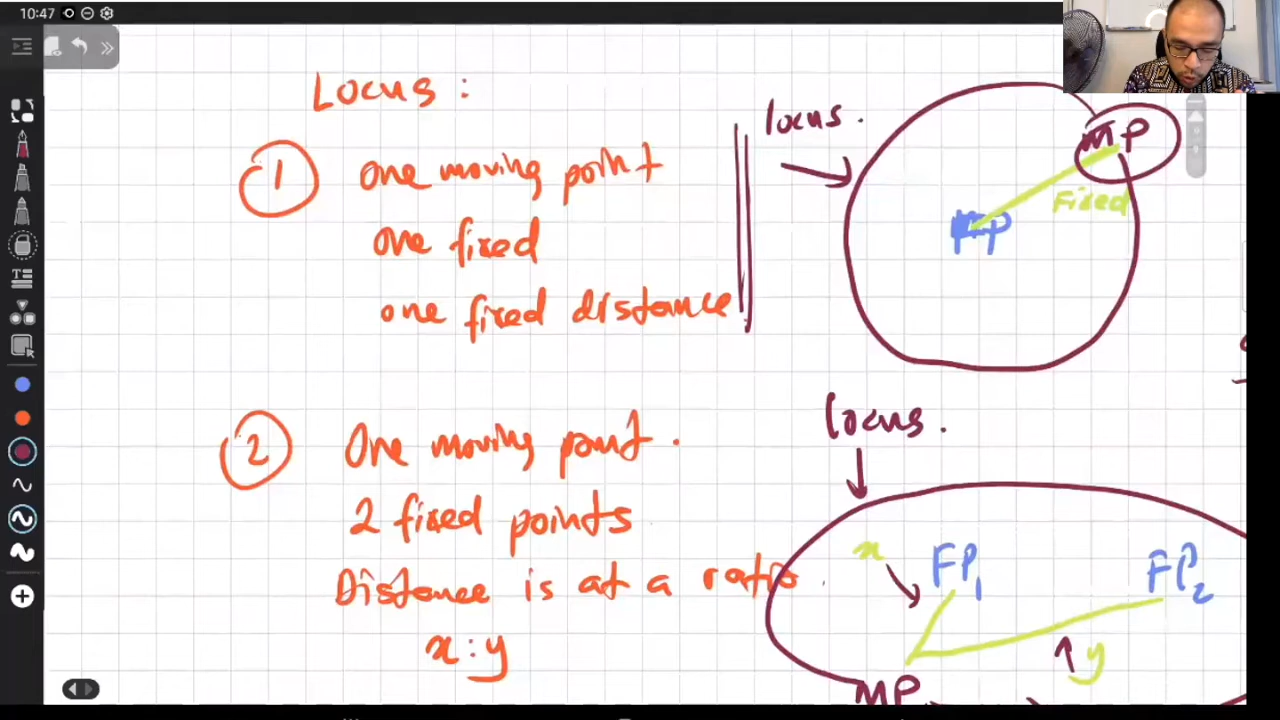 10:47
Locus :
1 one moving point
one fixed
one fixed distance
locus.
MP
Fixed
locus.
2 One moving point.
2 fixed points
Distance is at a ratio.
x:y
x
FP1
FP2
y
MP